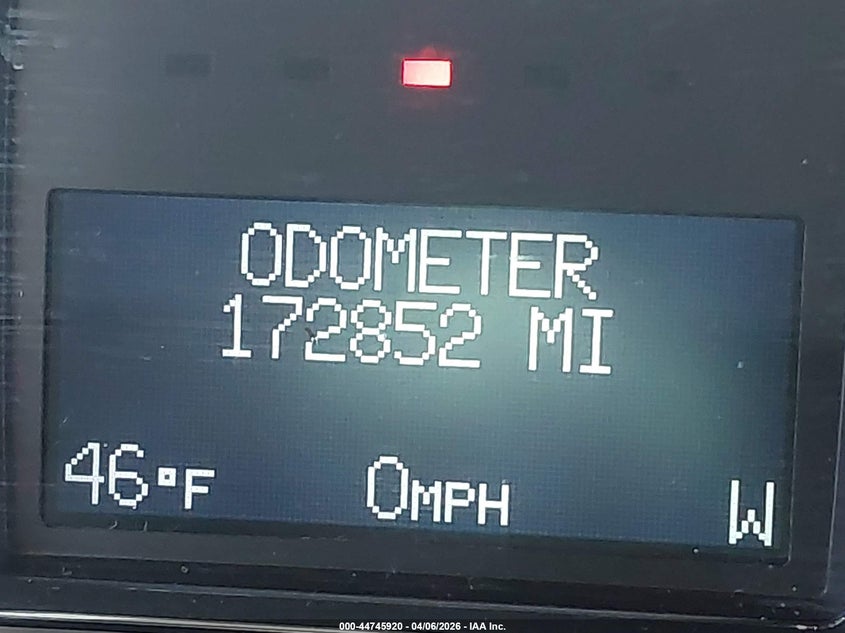 ODOMETER
172852 MI
46°F 0MPH W
000-44745920 - 04/06/2026 - IAA Inc.